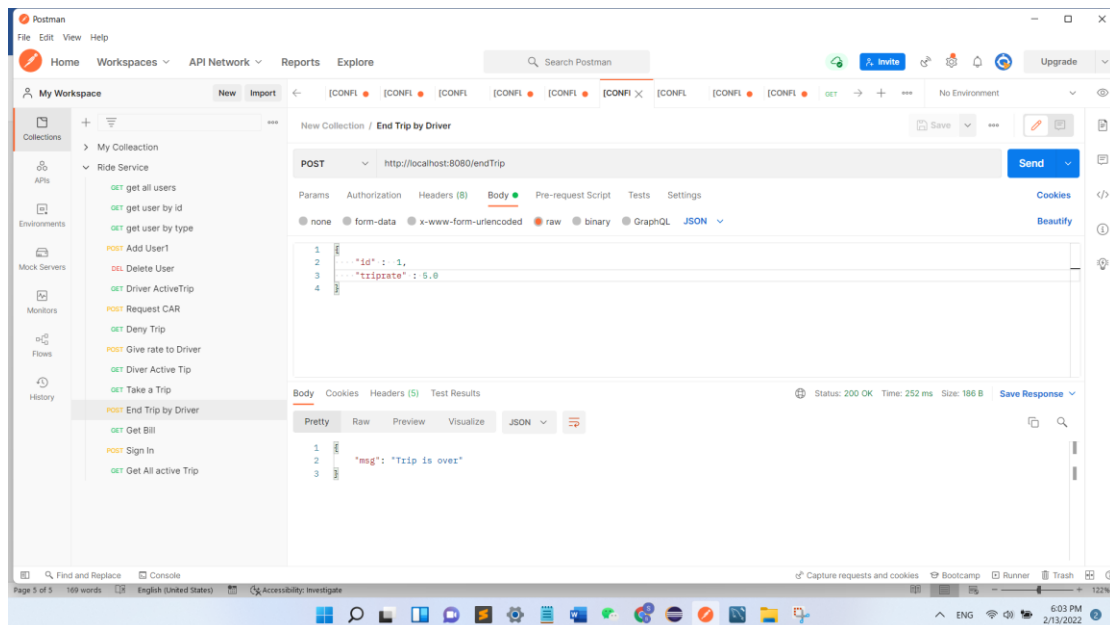 Postman
File Edit View Help
Home Workspaces API Network Reports Explore Search Postman Invite Upgrade
My Workspace New Import [CONFL [CONFL [CONFL [CONFL [CONFL [CONFI [CONFL [CONFL [CONFL GET No Environment
Collections
APIs
Environments
Mock Servers
Monitors
Flows
History
My Colleaction
Ride Service
GET get all users
GET get user by id
GET get user by type
POST Add User1
DEL Delete User
GET Driver ActiveTrip
POST Request CAR
GET Deny Trip
POST Give rate to Driver
GET Diver Active Tip
GET Take a Trip
POST End Trip by Driver
GET Get Bill
POST Sign In
GET Get All active Trip
New Collection / End Trip by Driver Save
POST http://localhost:8080/endTrip Send
Params Authorization Headers (8) Body Pre-request Script Tests Settings Cookies
none form-data x-www-form-urlencoded raw binary GraphQL JSON Beautify
1 {
2 "id" : 1,
3 "triprate" : 5.0
4 }
Body Cookies Headers (5) Test Results Status: 200 OK Time: 252 ms Size: 186 B Save Response
Pretty Raw Preview Visualize JSON
1 {
2 "msg": "Trip is over"
3 }
Find and Replace Console Capture requests and cookies Bootcamp Runner Trash
Page 5 of 5 169 words English (United States) Accessibility: Investigate 122%
ENG 6:03 PM
2/13/2022 2